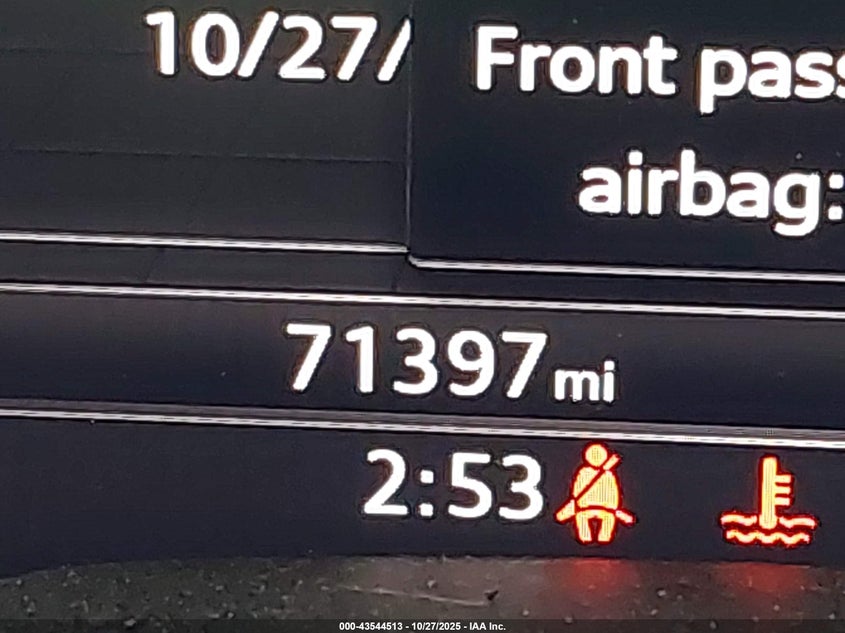 10/27/
Front pass
airbag:
71397 mi
2:53
000-43544513 - 10/27/2025 - IAA Inc.